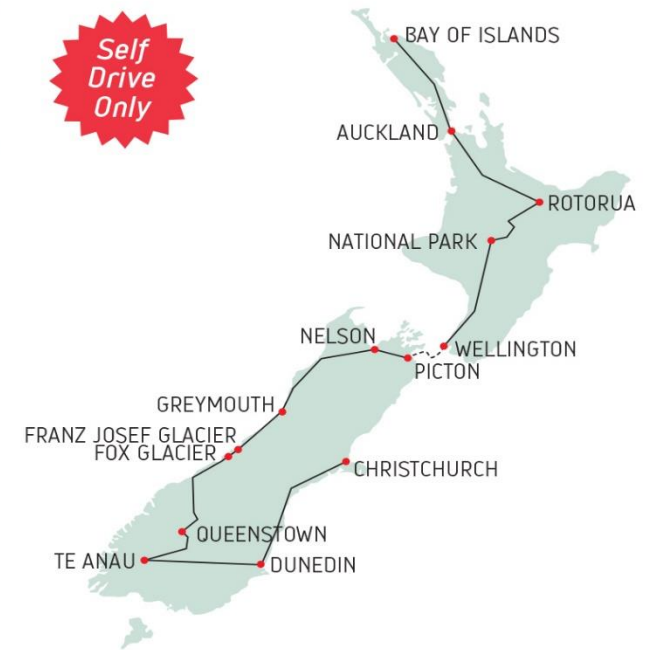 Self
Drive
Only
BAY OF ISLANDS
AUCKLAND
ROTORUA
NATIONAL PARK
NELSON
WELLINGTON
PICTON
GREYMOUTH
FRANZ JOSEF GLACIER
FOX GLACIER
CHRISTCHURCH
QUEENSTOWN
TE ANAU
DUNEDIN